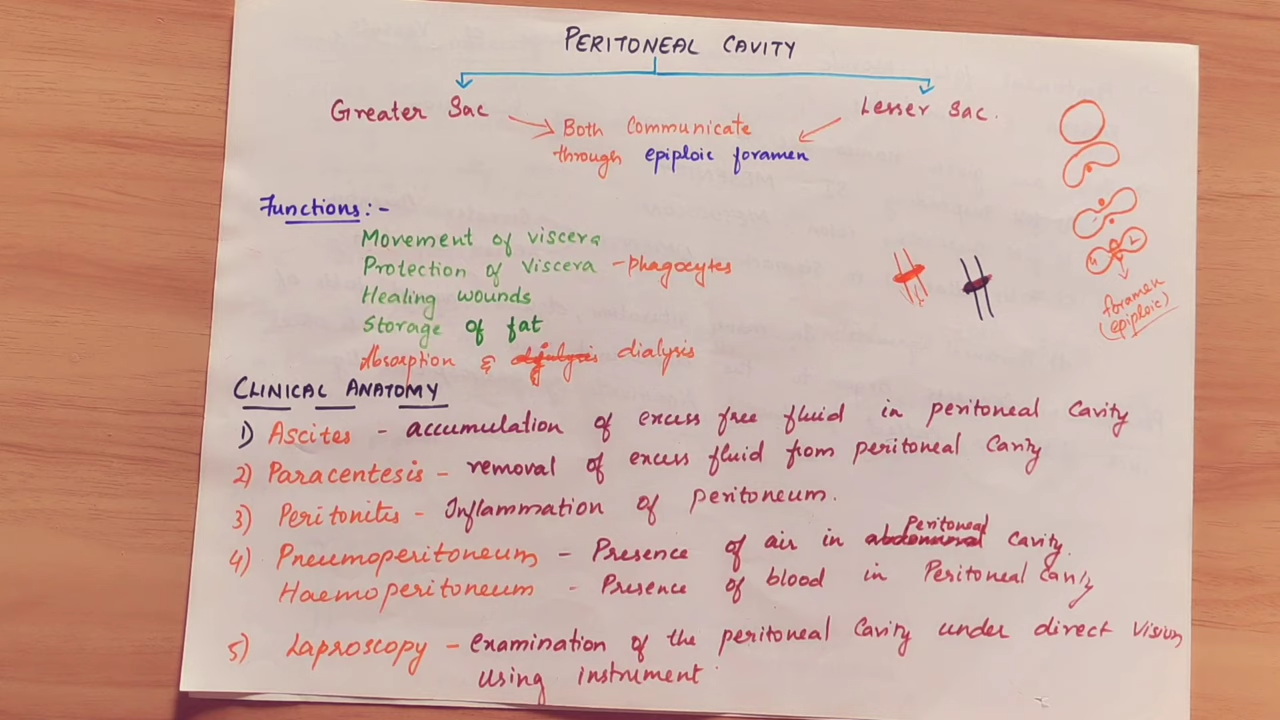 PERITONEAL CAVITY
Greater Sac
Lesser Sac.
Both Communicate
through epiploic foramen
Functions:-
Movement of viscera
Protection of viscera - phagocytes
Healing wounds
Storage of fat
Absorption & dialysis
foramen
(epiploic)
CLINICAL ANATOMY
1) Ascites - accumulation of excess free fluid in peritoneal cavity
2) Paracentesis - removal of excess fluid from peritoneal Cavity
3) Peritonitis - Inflammation of peritoneum.
4) Pneumoperitoneum - Presence of air in abdominal Peritoneal cavity.
Haemoperitoneum - Presence of blood in Peritoneal Cavity
5) Laproscopy - examination of the peritoneal Cavity under direct Vision
using instrument